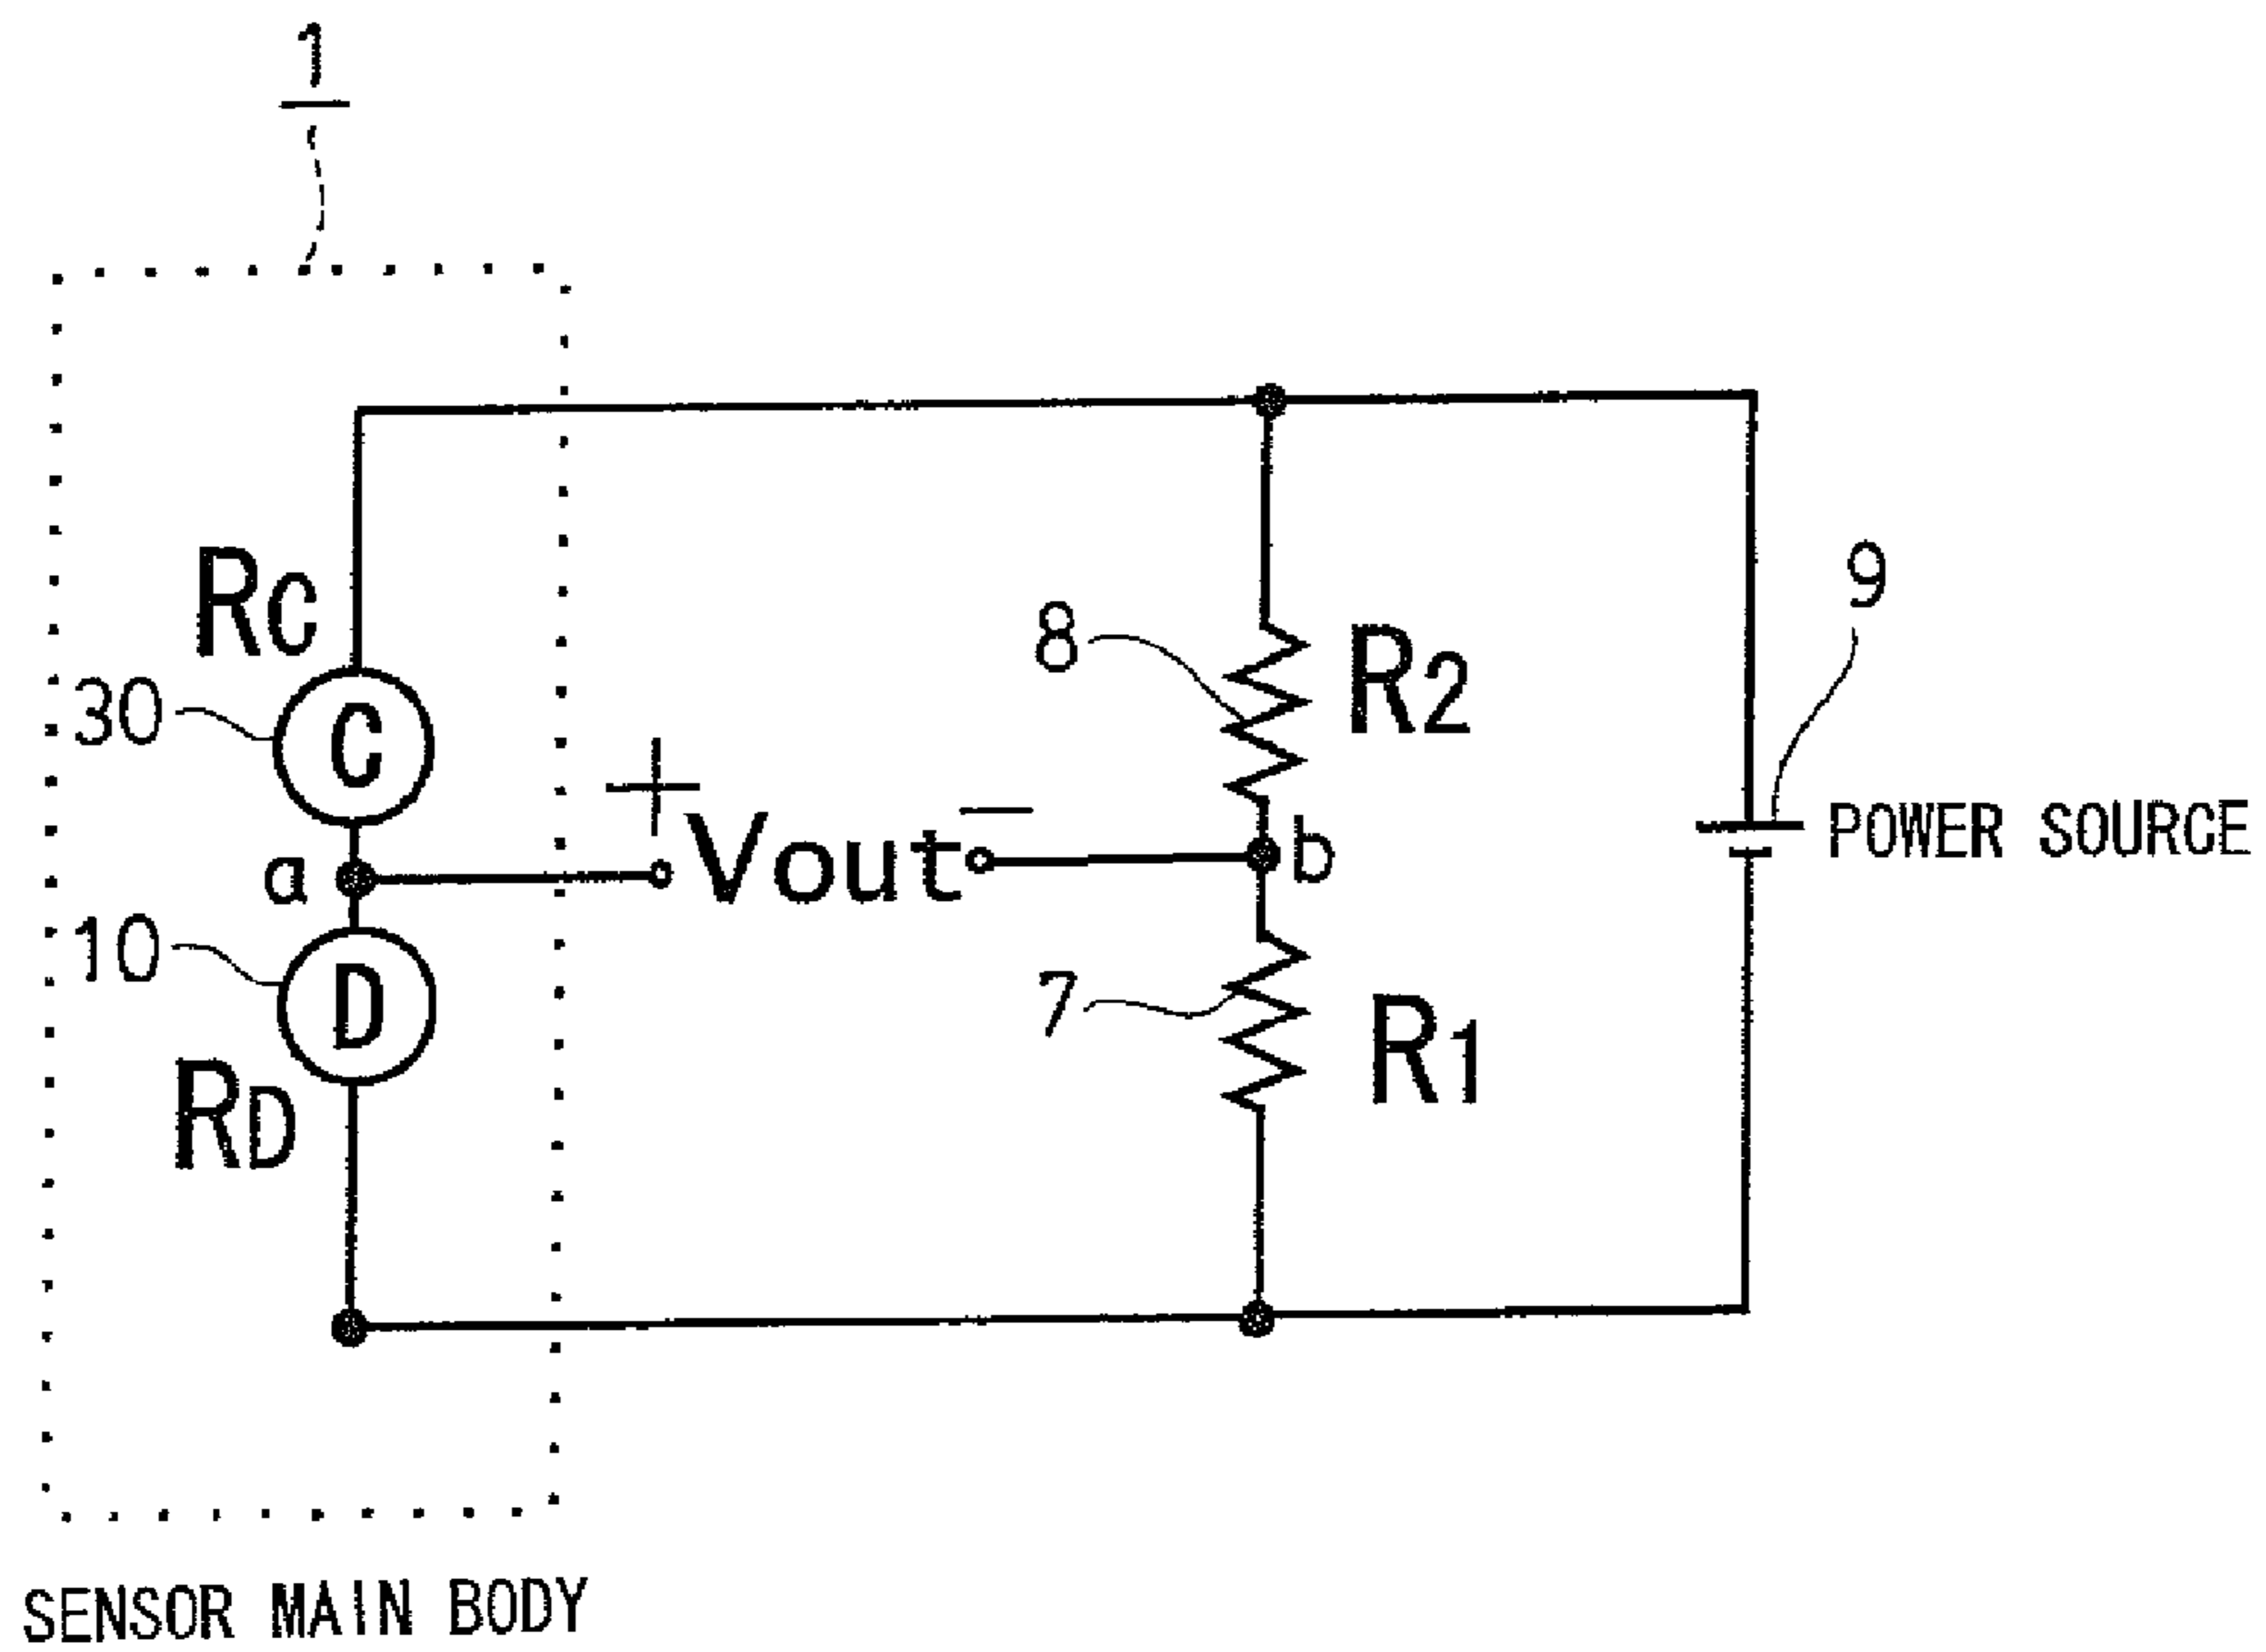 1
RC
30
C
a
10
D
RD
+
Vout
−
8
R2
b
7
R1
9
POWER SOURCE
SENSOR MAIN BODY